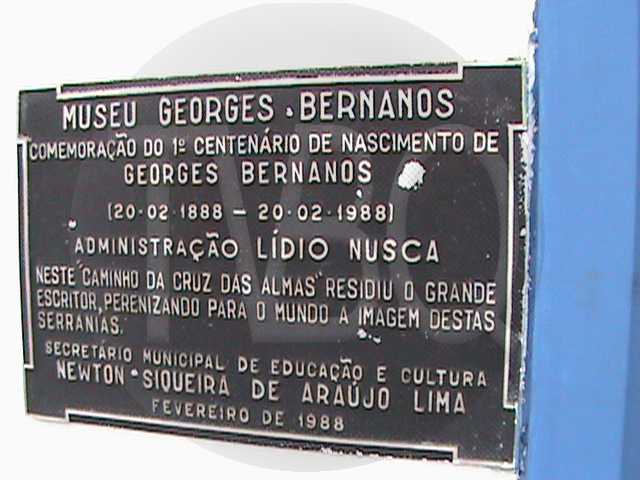 MUSEU GEORGES BERNANOS
COMEMORAÇÃO DO 1º CENTENÁRIO DE NASCIMENTO DE
GEORGES BERNANOS
(20·02·1888 — 20·02·1988)
ADMINISTRAÇÃO LÍDIO NUSCA
NESTE "CAMINHO DA CRUZ DAS ALMAS" RESIDIU O GRANDE
ESCRITOR, PERENIZANDO PARA O MUNDO A IMAGEM DESTAS
SERRANIAS.
SECRETÁRIO MUNICIPAL DE EDUCAÇÃO E CULTURA
NEWTON SIQUEIRA DE ARAÚJO LIMA
FEVEREIRO DE 1988